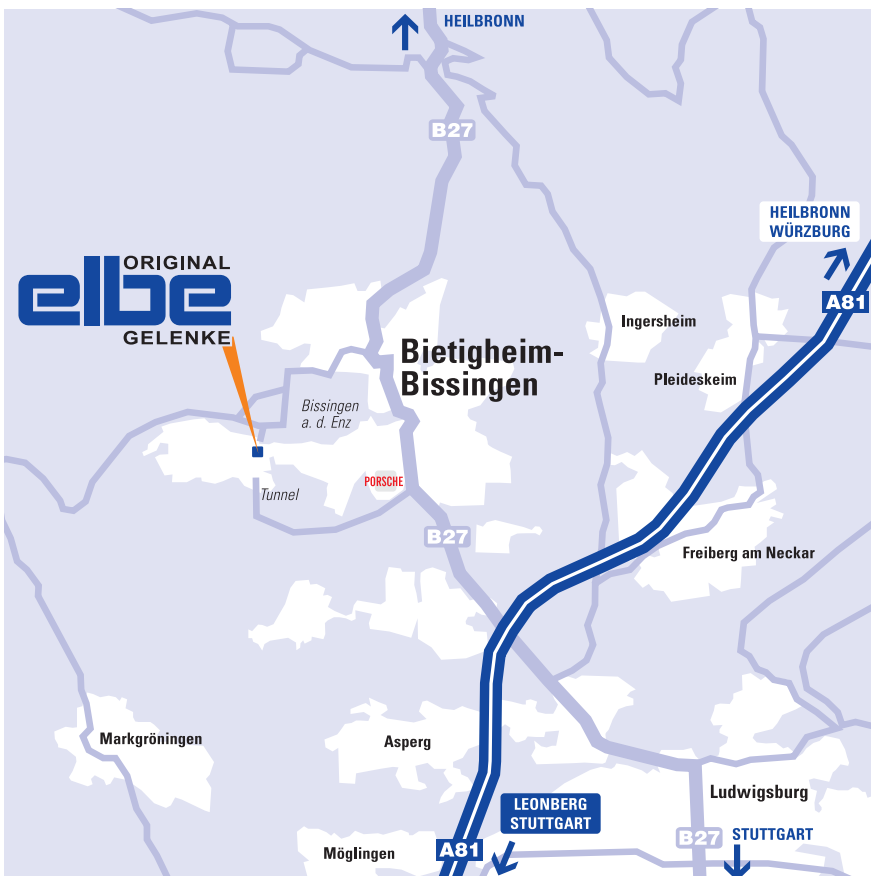 HEILBRONN
B27
HEILBRONN
WÜRZBURG
A81
ORIGINAL
elbe
GELENKE
Ingersheim
Bietigheim-
Bissingen
Pleideskeim
Bissingen
a. d. Enz
PORSCHE
Tunnel
B27
Freiberg am Neckar
Markgröningen
Asperg
Ludwigsburg
LEONBERG
STUTTGART
B27
STUTTGART
Möglingen
A81